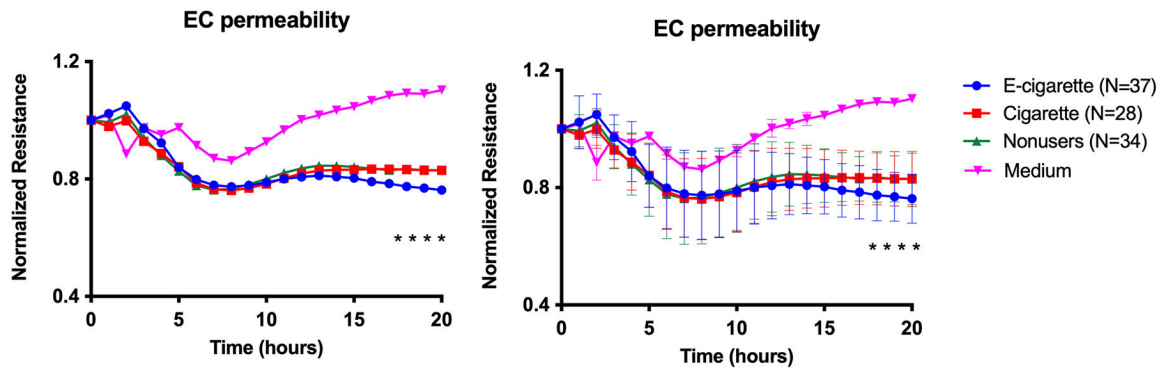 EC permeability
1.2
0.8
0.4
Normalized Resistance
0 5 10 15 20
Time (hours)
* * * *
EC permeability
1.2
0.8
0.4
Normalized Resistance
0 5 10 15 20
Time (hours)
* * * *
E-cigarette (N=37)
Cigarette (N=28)
Nonusers (N=34)
Medium